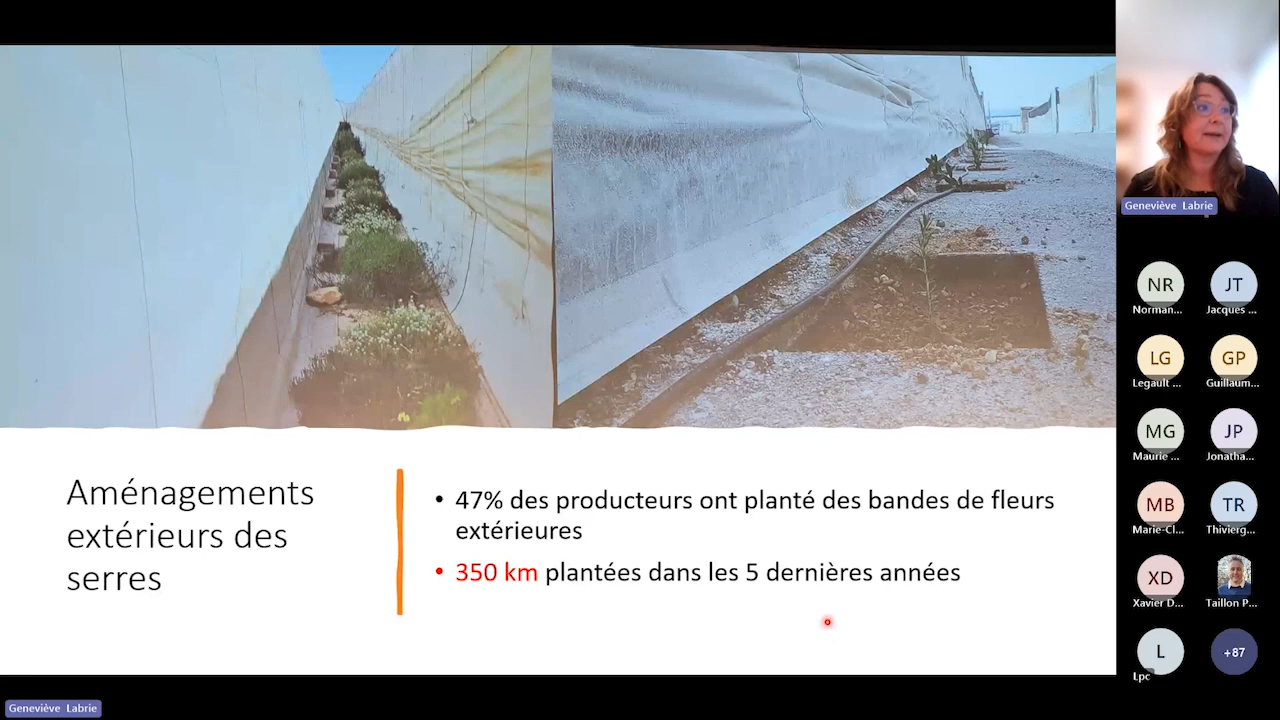 Geneviève Labrie
NR
JT
Norman...
Jacques ...
LG
GP
Legault ...
Guillaum...
MG
JP
Maurie ...
Jonatha...
MB
TR
Marie-Cl...
Thivierg...
XD
Xavier D...
Taillon P...
L
+87
Lpc
Aménagements
extérieurs des
serres
• 47% des producteurs ont planté des bandes de fleurs
extérieures
• 350 km plantées dans les 5 dernières années
Geneviève Labrie